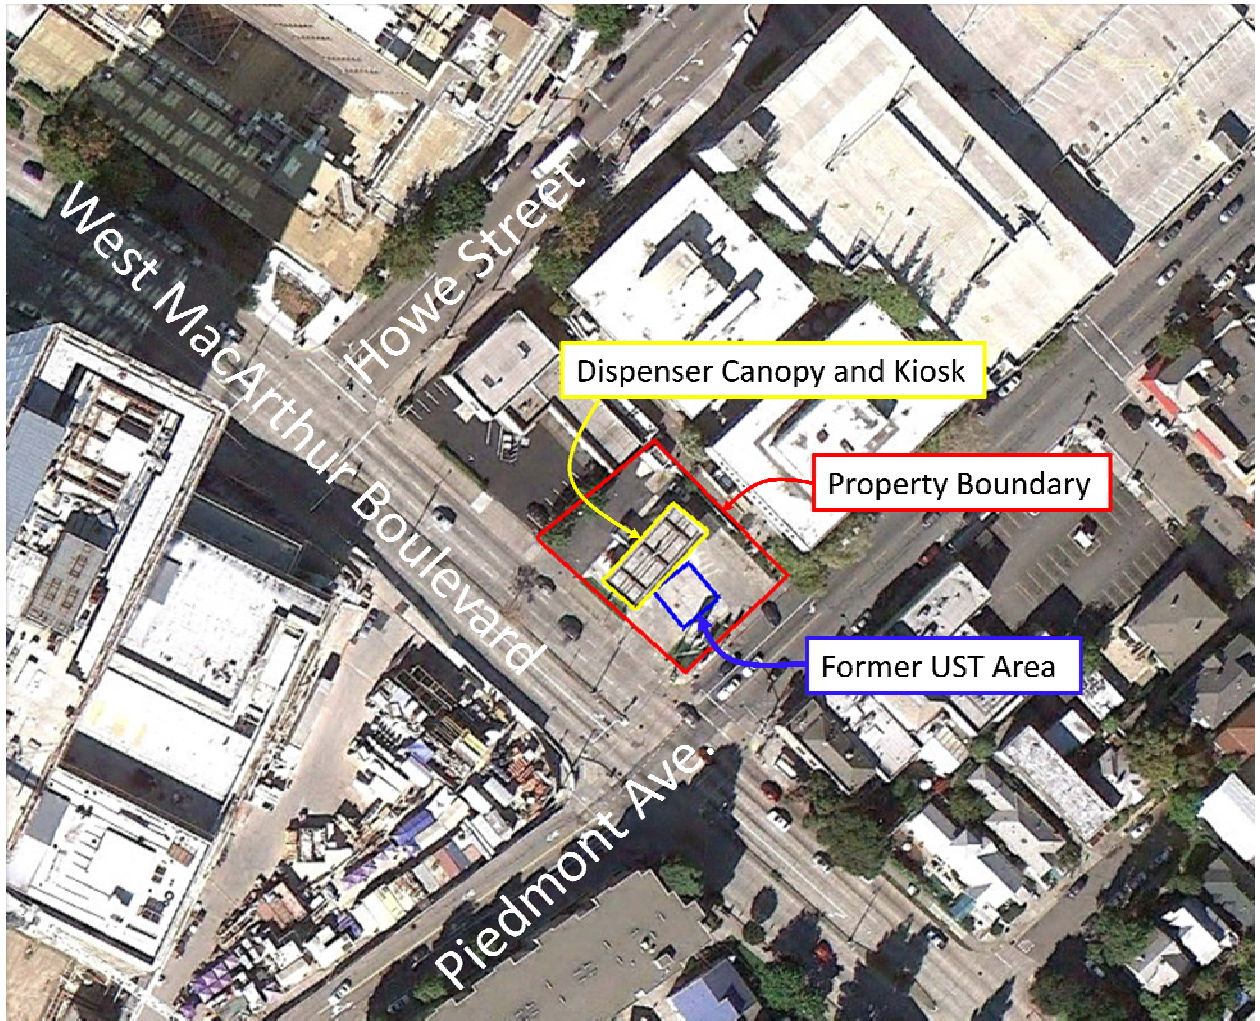 West MacArthur Boulevard
Howe Street
Dispenser Canopy and Kiosk
Property Boundary
Former UST Area
Piedmont Ave.